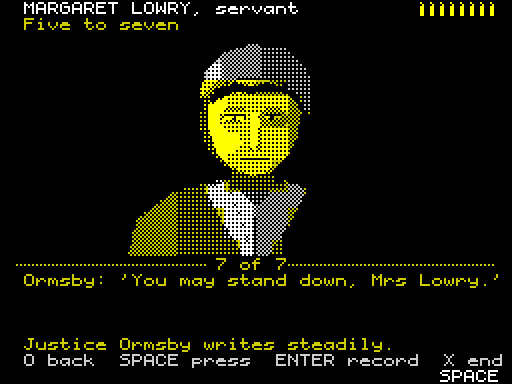 MARGARET LOWRY, servant
Five to seven
7 of 7
Ormsby: 'You may stand down, Mrs Lowry.'
Justice Ormsby writes steadily.
O back  SPACE press  ENTER record  X end
SPACE